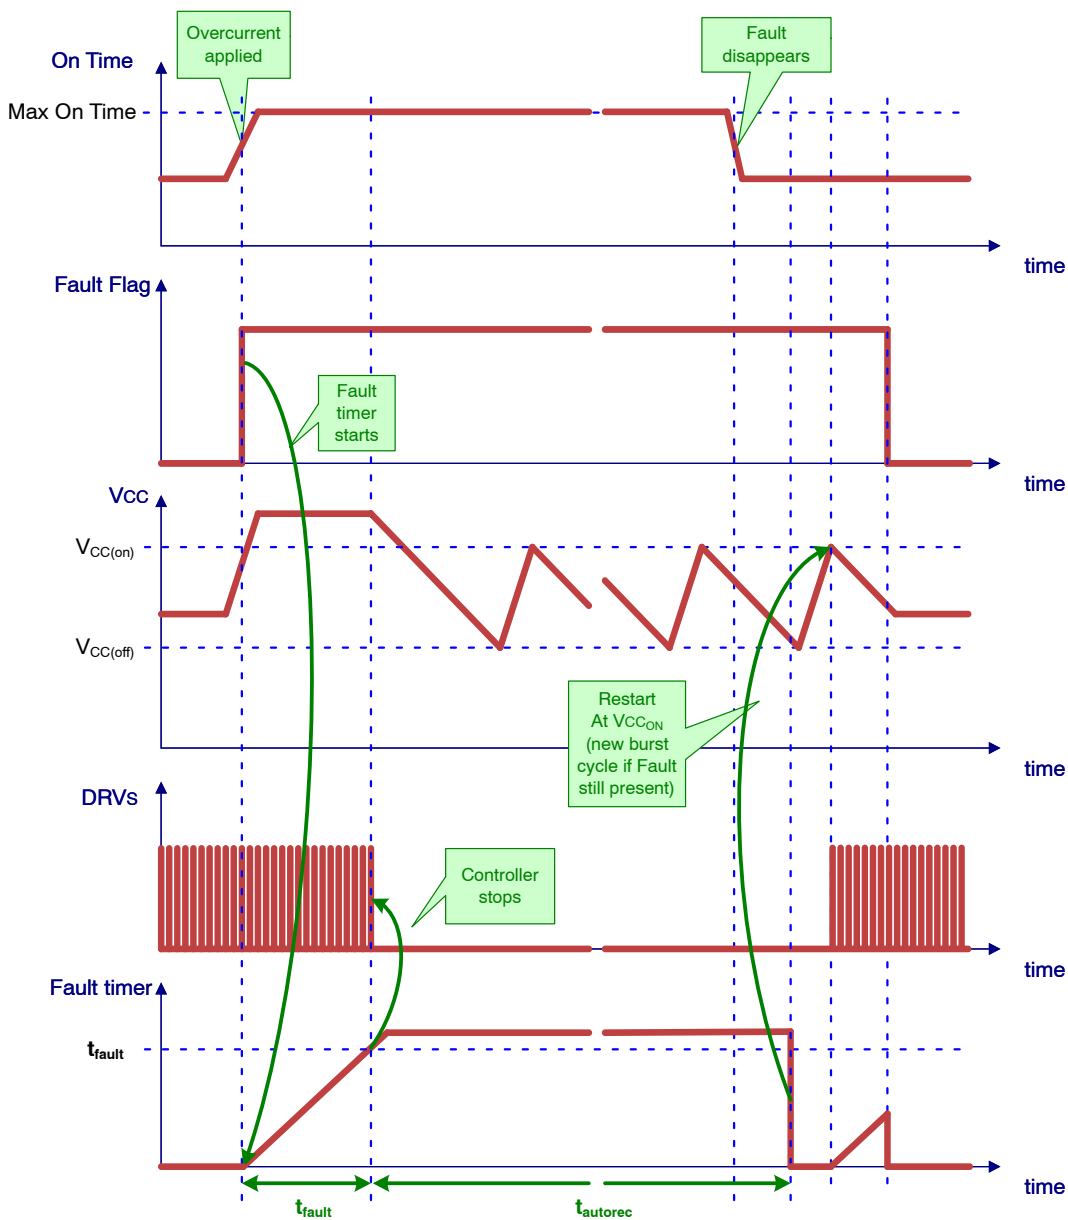 Overcurrent
applied
Fault
disappears
On Time
Max On Time
time
Fault Flag
Fault
timer
starts
time
VCC
VCC(on)
VCC(off)
Restart
At VCCON
(new burst
cycle if Fault
still present)
time
DRVs
Controller
stops
time
Fault timer
tfault
time
tfault
tautorec